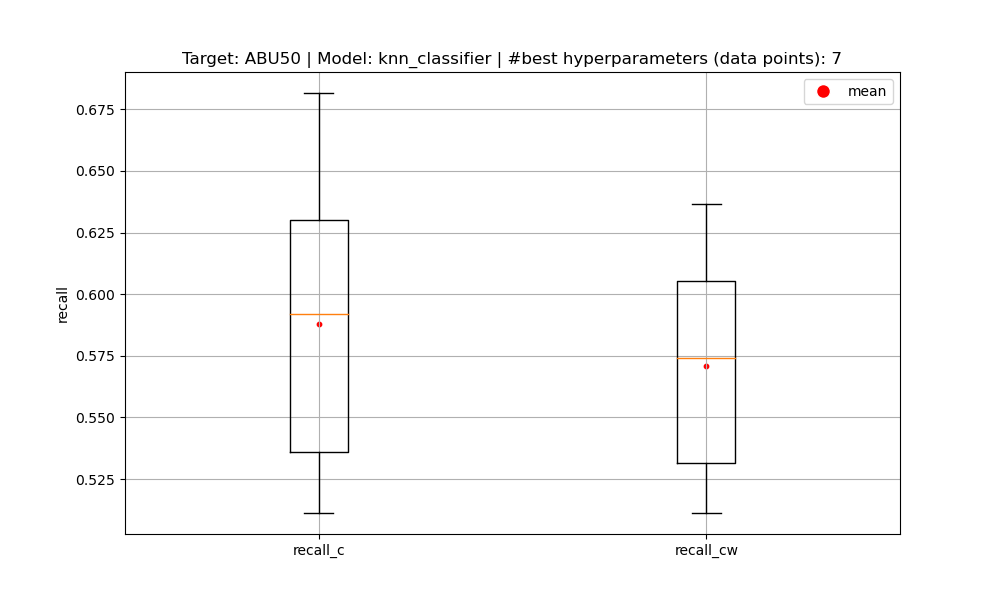 Target: ABU50 | Model: knn_classifier | #best hyperparameters (data points): 7
mean
0.675
0.650
0.625
0.600
0.575
0.550
0.525
recall
recall_c
recall_cw